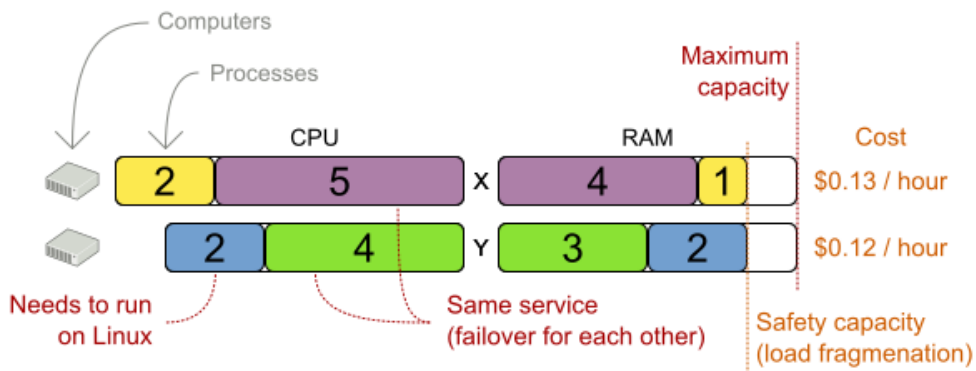 Computers
Processes
Maximum
capacity
CPU
RAM
Cost
2
5
X
4
1
$0.13 / hour
2
4
Y
3
2
$0.12 / hour
Needs to run
on Linux
Same service
(failover for each other)
Safety capacity
(load fragmenation)